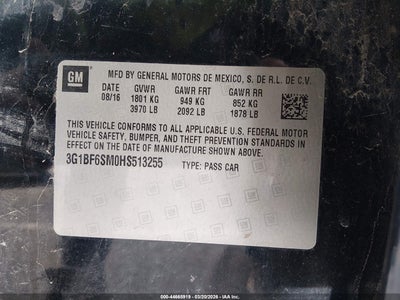 GM
MFD BY GENERAL MOTORS DE MEXICO, S. DE R.L. DE C.V.
DATE GVWR GAWR FRT GAWR RR
08/16 1801 KG 949 KG 852 KG
3970 LB 2092 LB 1878 LB
THIS VEHICLE CONFORMS TO ALL APPLICABLE U.S. FEDERAL MOTOR
VEHICLE SAFETY, BUMPER, AND THEFT PREVENTION STANDARDS IN
EFFECT ON THE DATE OF MANUFACTURE SHOWN ABOVE.
3G1BF6SM0HS513255 TYPE: PASS CAR
000-44665919 - 03/20/2026 - IAA Inc.